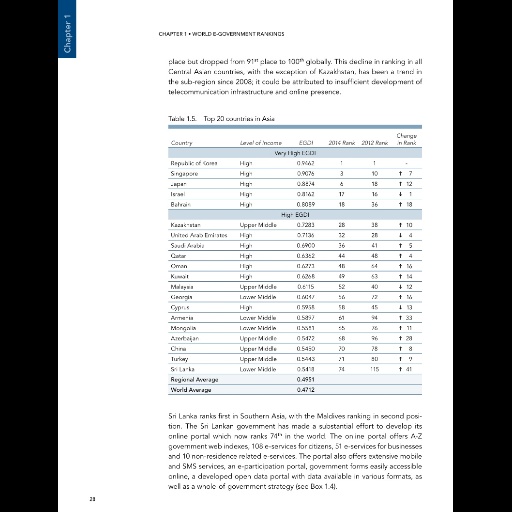 Chapter 1
CHAPTER 1 • WORLD E-GOVERNMENT RANKINGS
place but dropped from 91st place to 100th globally. This decline in ranking in all
Central Asian countries, with the exception of Kazakhstan, has been a trend in
the sub-region since 2008; it could be attributed to insufficient development of
telecommunication infrastructure and online presence.
Table 1.5. Top 20 countries in Asia
Country Level of Income EGDI 2014 Rank 2012 Rank Change in Rank
Very High EGDI
Republic of Korea High 0.9462 1 1 -
Singapore High 0.9076 3 10 ↑ 7
Japan High 0.8874 6 18 ↑ 12
Israel High 0.8162 17 16 ↓ 1
Bahrain High 0.8089 18 36 ↑ 18
High EGDI
Kazakhstan Upper Middle 0.7283 28 38 ↑ 10
United Arab Emirates High 0.7136 32 28 ↓ 4
Saudi Arabia High 0.6900 36 41 ↑ 5
Qatar High 0.6362 44 48 ↑ 4
Oman High 0.6273 48 64 ↑ 16
Kuwait High 0.6268 49 63 ↑ 14
Malaysia Upper Middle 0.6115 52 40 ↓ 12
Georgia Lower Middle 0.6047 56 72 ↑ 16
Cyprus High 0.5958 58 45 ↓ 13
Armenia Lower Middle 0.5897 61 94 ↑ 33
Mongolia Lower Middle 0.5581 65 76 ↑ 11
Azerbaijan Upper Middle 0.5472 68 96 ↑ 28
China Upper Middle 0.5450 70 78 ↑ 8
Turkey Upper Middle 0.5443 71 80 ↑ 9
Sri Lanka Lower Middle 0.5418 74 115 ↑ 41
Regional Average 0.4951
World Average 0.4712
Sri Lanka ranks first in Southern Asia, with the Maldives ranking in second posi-
tion. The Sri Lankan government has made a substantial effort to develop its
online portal which now ranks 74th in the world. The online portal offers A-Z
government web indexes, 108 e-services for citizens, 51 e-services for businesses
and 10 non-residence related e-services. The portal also offers extensive mobile
and SMS services, an e-participation portal, government forms easily accessible
online, a developed open data portal with data available in various formats, as
well as a whole-of-government strategy (see Box 1.4).
28